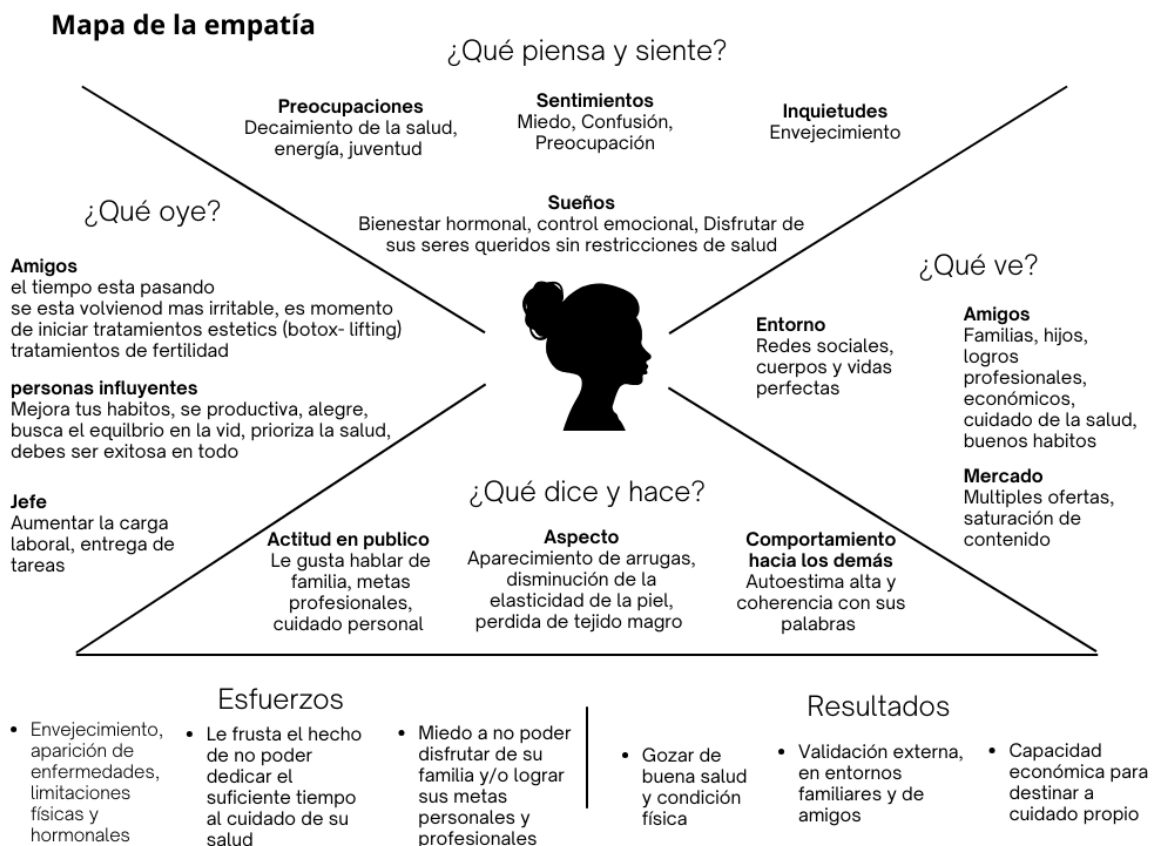 Mapa de la empatía
¿Qué piensa y siente?
Preocupaciones
Decaimiento de la salud,
energía, juventud
Sentimientos
Miedo, Confusión,
Preocupación
Inquietudes
Envejecimiento
Sueños
Bienestar hormonal, control emocional, Disfrutar de
sus seres queridos sin restricciones de salud
¿Qué oye?
Amigos
el tiempo esta pasando
se esta volvienod mas irritable, es momento
de iniciar tratamientos estetics (botox- lifting)
tratamientos de fertilidad
personas influyentes
Mejora tus habitos, se productiva, alegre,
busca el equilbrio en la vid, prioriza la salud,
debes ser exitosa en todo
Jefe
Aumentar la carga
laboral, entrega de
tareas
¿Qué ve?
Entorno
Redes sociales,
cuerpos y vidas
perfectas
Amigos
Familias, hijos,
logros
profesionales,
económicos,
cuidado de la salud,
buenos habitos
Mercado
Multiples ofertas,
saturación de
contenido
¿Qué dice y hace?
Actitud en publico
Le gusta hablar de
familia, metas
profesionales,
cuidado personal
Aspecto
Aparecimiento de arrugas,
disminución de la
elasticidad de la piel,
perdida de tejido magro
Comportamiento
hacia los demás
Autoestima alta y
coherencia con sus
palabras
Esfuerzos
• Envejecimiento,
aparición de
enfermedades,
limitaciones
físicas y
hormonales
• Le frusta el hecho
de no poder
dedicar el
suficiente tiempo
al cuidado de su
salud
• Miedo a no poder
disfrutar de su
familia y/o lograr
sus metas
personales y
profesionales
Resultados
• Gozar de
buena salud
y condición
física
• Validación externa,
en entornos
familiares y de
amigos
• Capacidad
económica para
destinar a
cuidado propio